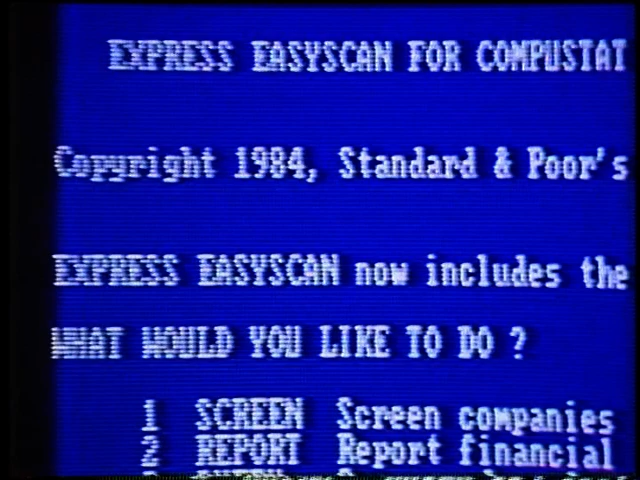 EXPRESS EASYSCAN FOR COMPUSTAT
Copyright 1984, Standard & Poor's
EXPRESS EASYSCAN now includes the
WHAT WOULD YOU LIKE TO DO ?
1 SCREEN Screen companies
2 REPORT Report financial